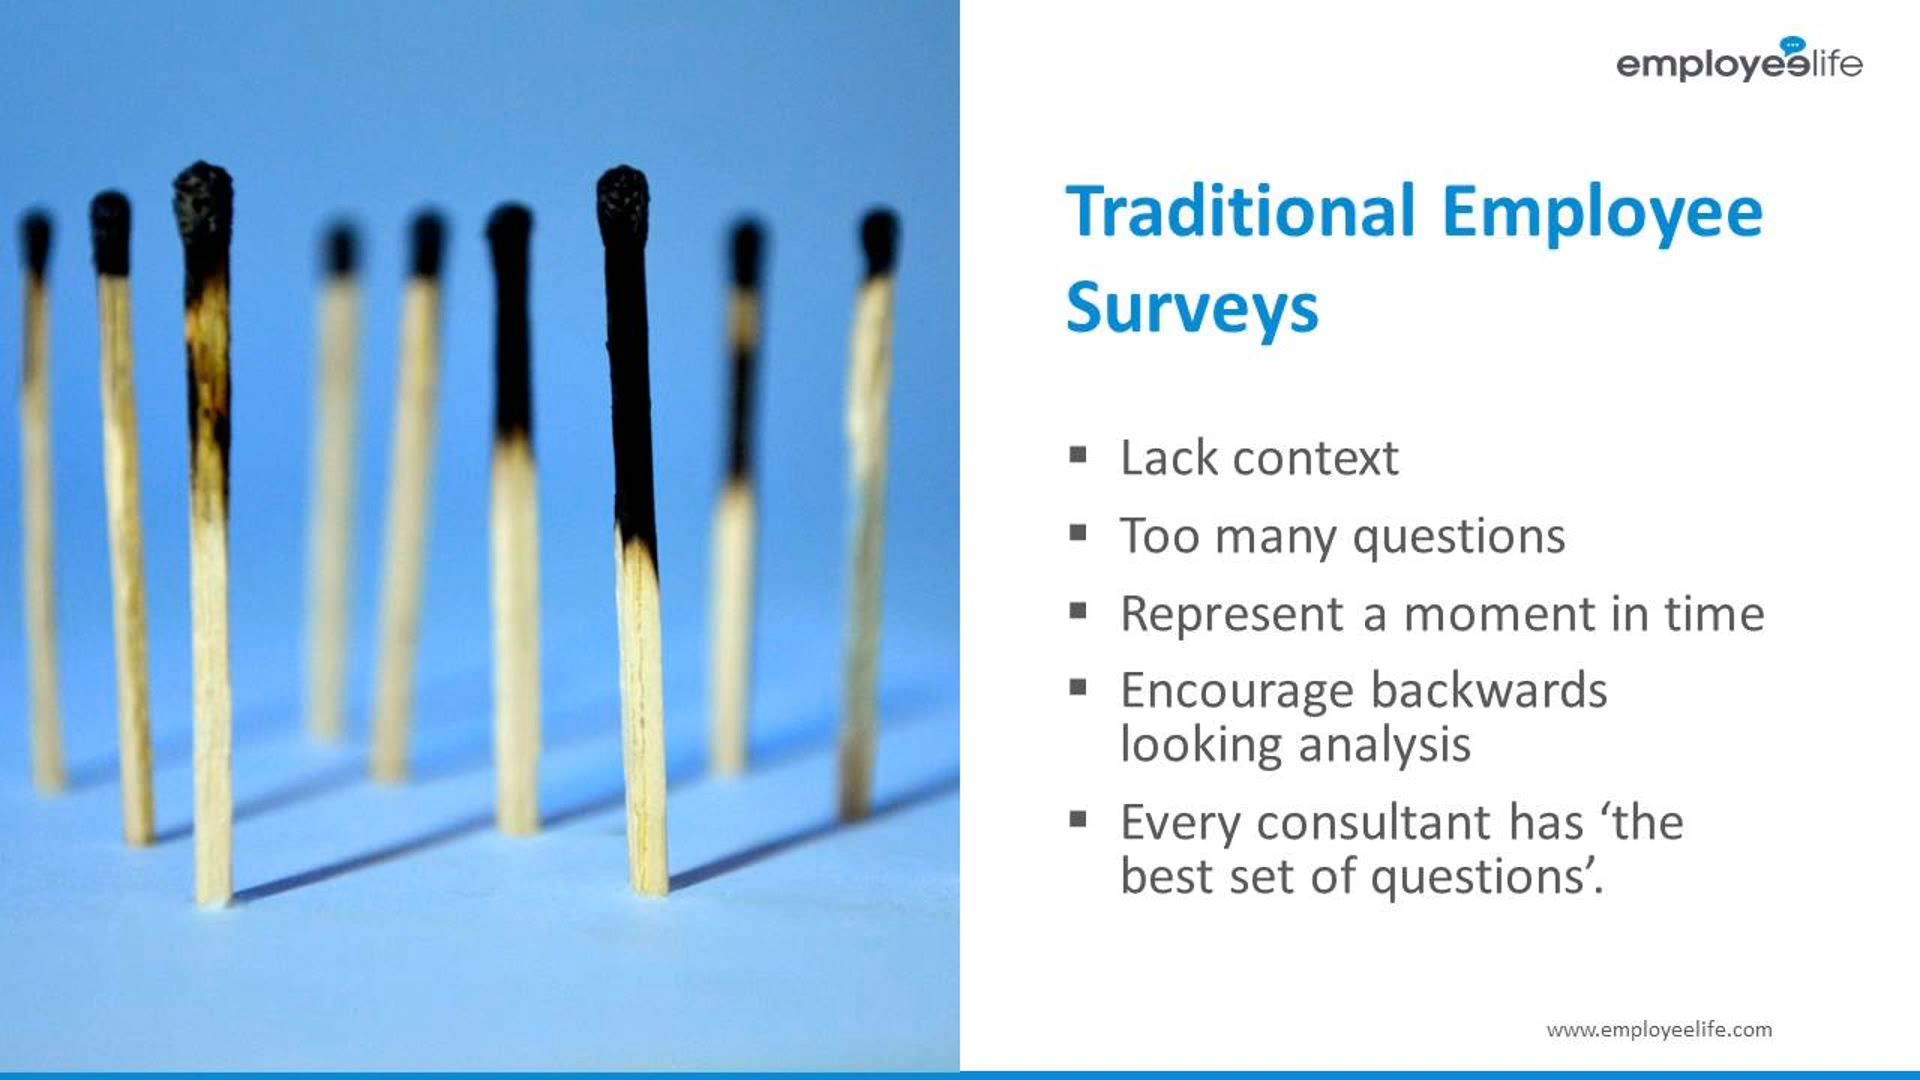 employeelife
Traditional Employee
Surveys
▪ Lack context
▪ Too many questions
▪ Represent a moment in time
▪ Encourage backwards
looking analysis
▪ Every consultant has ‘the
best set of questions’.
www.employeelife.com